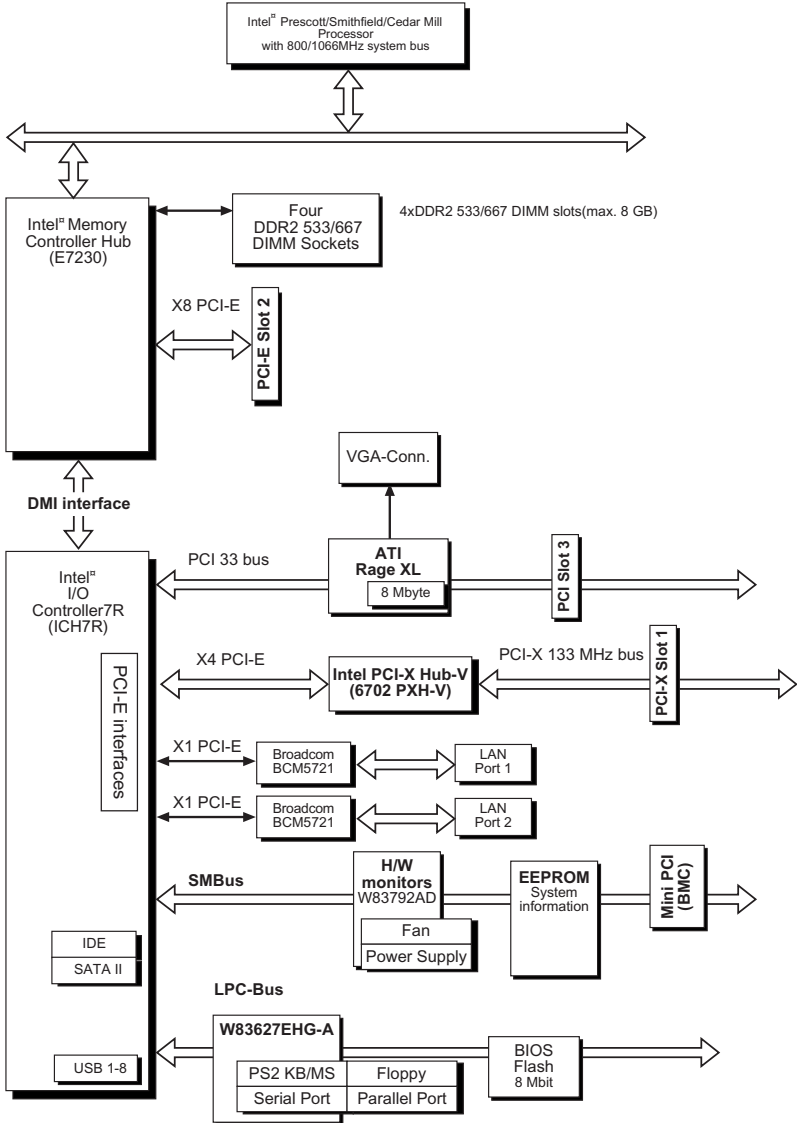 Intel¤ Prescott/Smithfield/Cedar Mill
Processor
with 800/1066MHz system bus
Intel¤ Memory
Controller Hub
(E7230)
Four
DDR2 533/667
DIMM Sockets
4xDDR2 533/667 DIMM slots(max. 8 GB)
X8 PCI-E
PCI-E Slot 2
VGA-Conn.
DMI interface
Intel¤
I/O
Controller7R
(ICH7R)
PCI 33 bus
ATI
Rage XL
8 Mbyte
PCI Slot 3
PCI-E interfaces
X4 PCI-E
Intel PCI-X Hub-V
(6702 PXH-V)
PCI-X 133 MHz bus
PCI-X Slot 1
X1 PCI-E
Broadcom
BCM5721
LAN
Port 1
X1 PCI-E
Broadcom
BCM5721
LAN
Port 2
SMBus
H/W
monitors
W83792AD
Fan
Power Supply
EEPROM
System
information
Mini PCI
(BMC)
IDE
SATA II
LPC-Bus
W83627EHG-A
PS2 KB/MS
Floppy
Serial Port
Parallel Port
BIOS
Flash
8 Mbit
USB 1-8